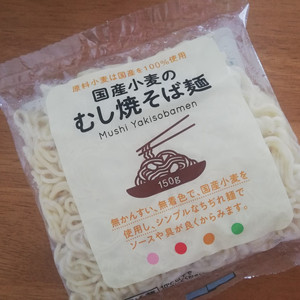 原料小麦は国産を100%使用
国産小麦の
むし焼そば麺
Mushi Yakisobamen
150g
無かんすい、無着色で、国産小麦を
使用し、シンプルなちぢれ麺で
ソースや具が良くからみます。